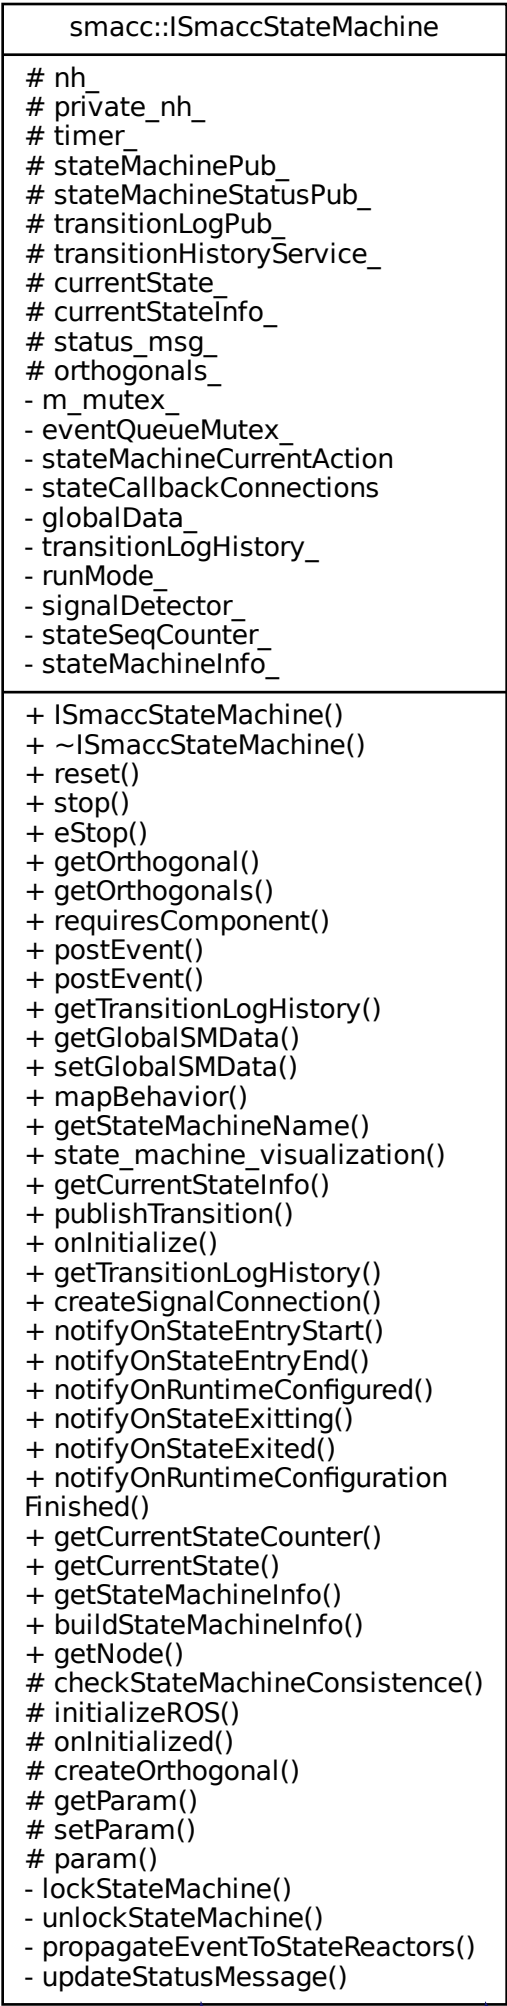 smacc::ISmaccStateMachine
# nh_
# private_nh_
# timer_
# stateMachinePub_
# stateMachineStatusPub_
# transitionLogPub_
# transitionHistoryService_
# currentState_
# currentStateInfo_
# status_msg_
# orthogonals_
- m_mutex_
- eventQueueMutex_
- stateMachineCurrentAction
- stateCallbackConnections
- globalData_
- transitionLogHistory_
- runMode_
- signalDetector_
- stateSeqCounter_
- stateMachineInfo_
+ ISmaccStateMachine()
+ ~ISmaccStateMachine()
+ reset()
+ stop()
+ eStop()
+ getOrthogonal()
+ getOrthogonals()
+ requiresComponent()
+ postEvent()
+ postEvent()
+ getTransitionLogHistory()
+ getGlobalSMData()
+ setGlobalSMData()
+ mapBehavior()
+ getStateMachineName()
+ state_machine_visualization()
+ getCurrentStateInfo()
+ publishTransition()
+ onInitialize()
+ getTransitionLogHistory()
+ createSignalConnection()
+ notifyOnStateEntryStart()
+ notifyOnStateEntryEnd()
+ notifyOnRuntimeConfigured()
+ notifyOnStateExitting()
+ notifyOnStateExited()
+ notifyOnRuntimeConfiguration
Finished()
+ getCurrentStateCounter()
+ getCurrentState()
+ getStateMachineInfo()
+ buildStateMachineInfo()
+ getNode()
# checkStateMachineConsistence()
# initializeROS()
# onInitialized()
# createOrthogonal()
# getParam()
# setParam()
# param()
- lockStateMachine()
- unlockStateMachine()
- propagateEventToStateReactors()
- updateStatusMessage()